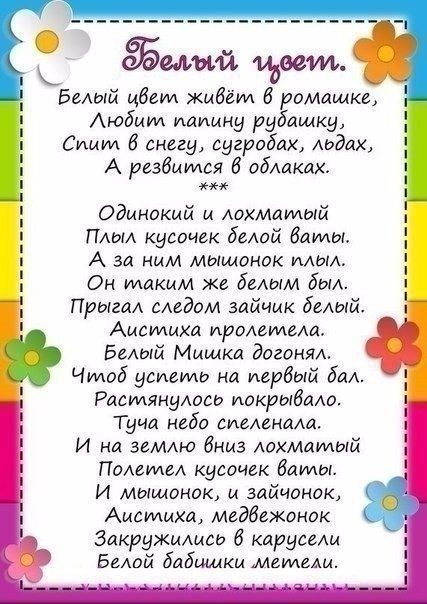 Белый цвет.
Белый цвет живёт в ромашке,
Любит папину рубашку,
Спит в снегу, сугробах, льдах,
А резвится в облаках.
***
Одинокий и лохматый
Плыл кусочек белой ваты.
А за ним мышонок плыл.
Он таким же белым был.
Прыгал следом зайчик белый.
Аистиха пролетела.
Белый Мишка догонял.
Чтоб успеть на первый бал.
Растянулось покрывало.
Туча небо спеленала.
И на землю вниз лохматый
Полетел кусочек ваты.
И мышонок, и зайчонок,
Аистиха, медвежонок
Закружились в карусели
Белой бабушки метели.